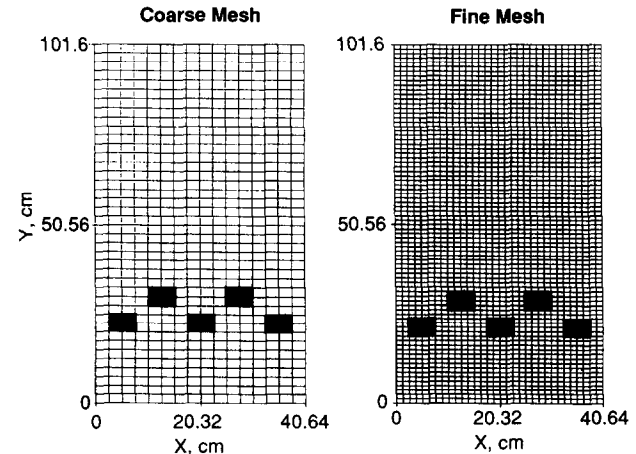 Coarse Mesh
101.6
50.56
0
Y, cm
0 20.32 40.64
X, cm
Fine Mesh
101.6
50.56
0
0 20.32 40.64
X, cm